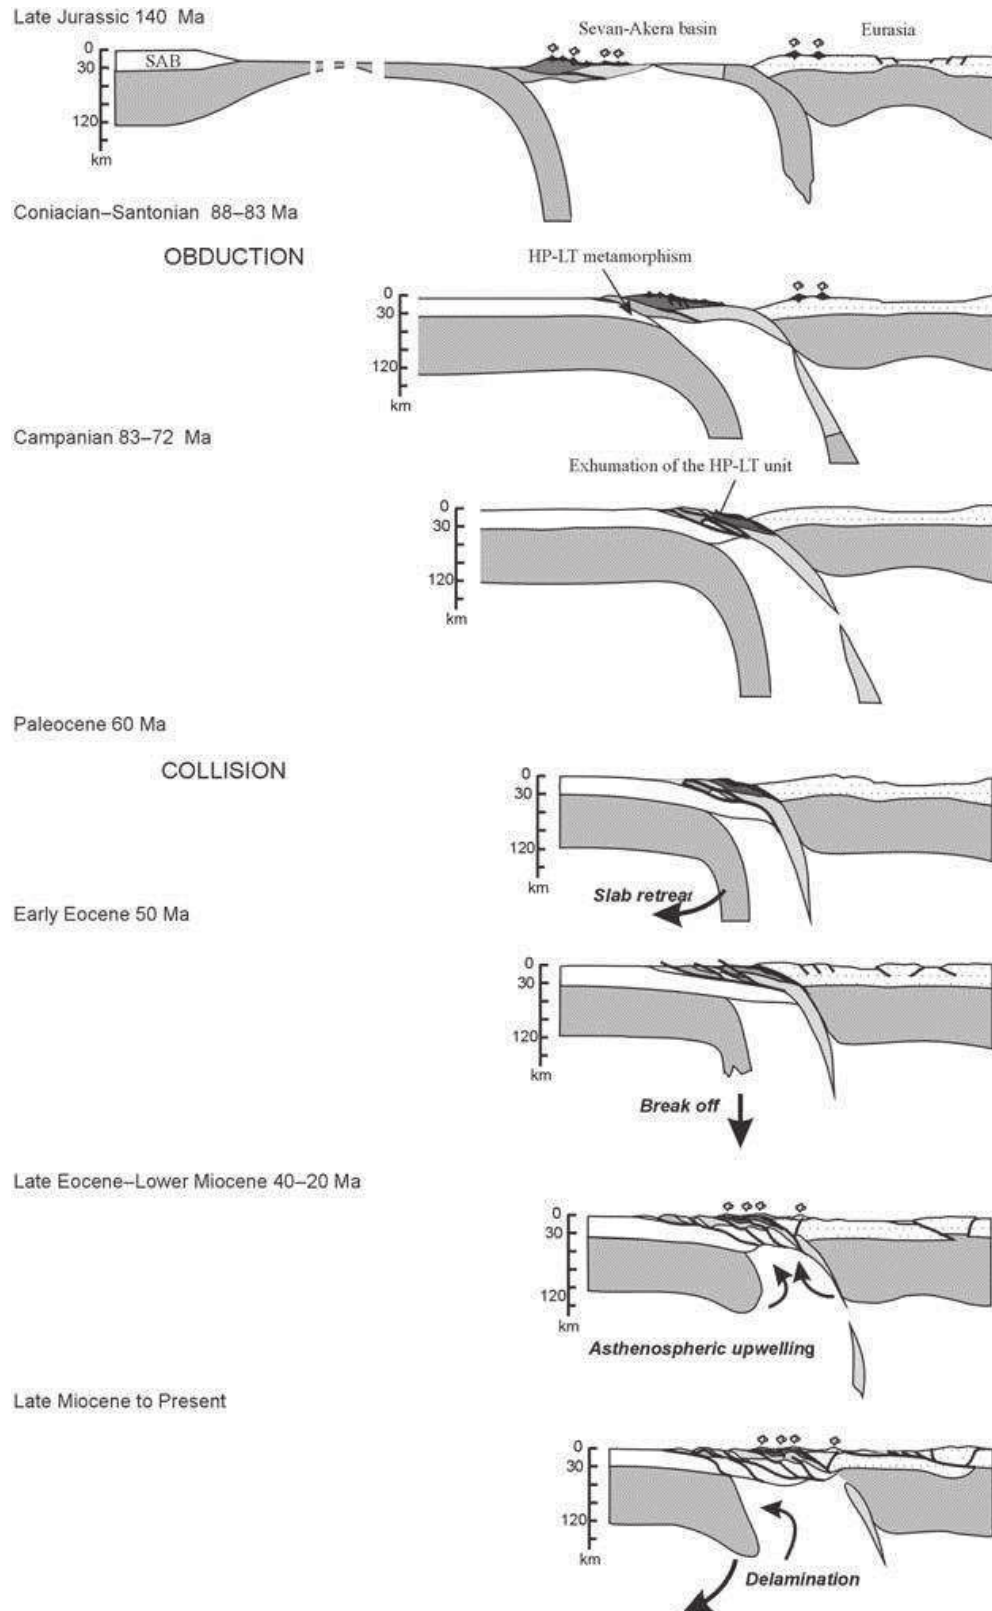 Late Jurassic 140 Ma
Sevan-Akera basin
Eurasia
0
30
120
km
SAB
Coniacian–Santonian 88–83 Ma
OBDUCTION
HP-LT metamorphism
0
30
120
km
Campanian 83–72 Ma
Exhumation of the HP-LT unit
0
30
120
km
Paleocene 60 Ma
COLLISION
0
30
120
km
Slab retreat
Early Eocene 50 Ma
0
30
120
km
Break off
Late Eocene–Lower Miocene 40–20 Ma
0
30
120
km
Asthenospheric upwelling
Late Miocene to Present
0
30
120
km
Delamination